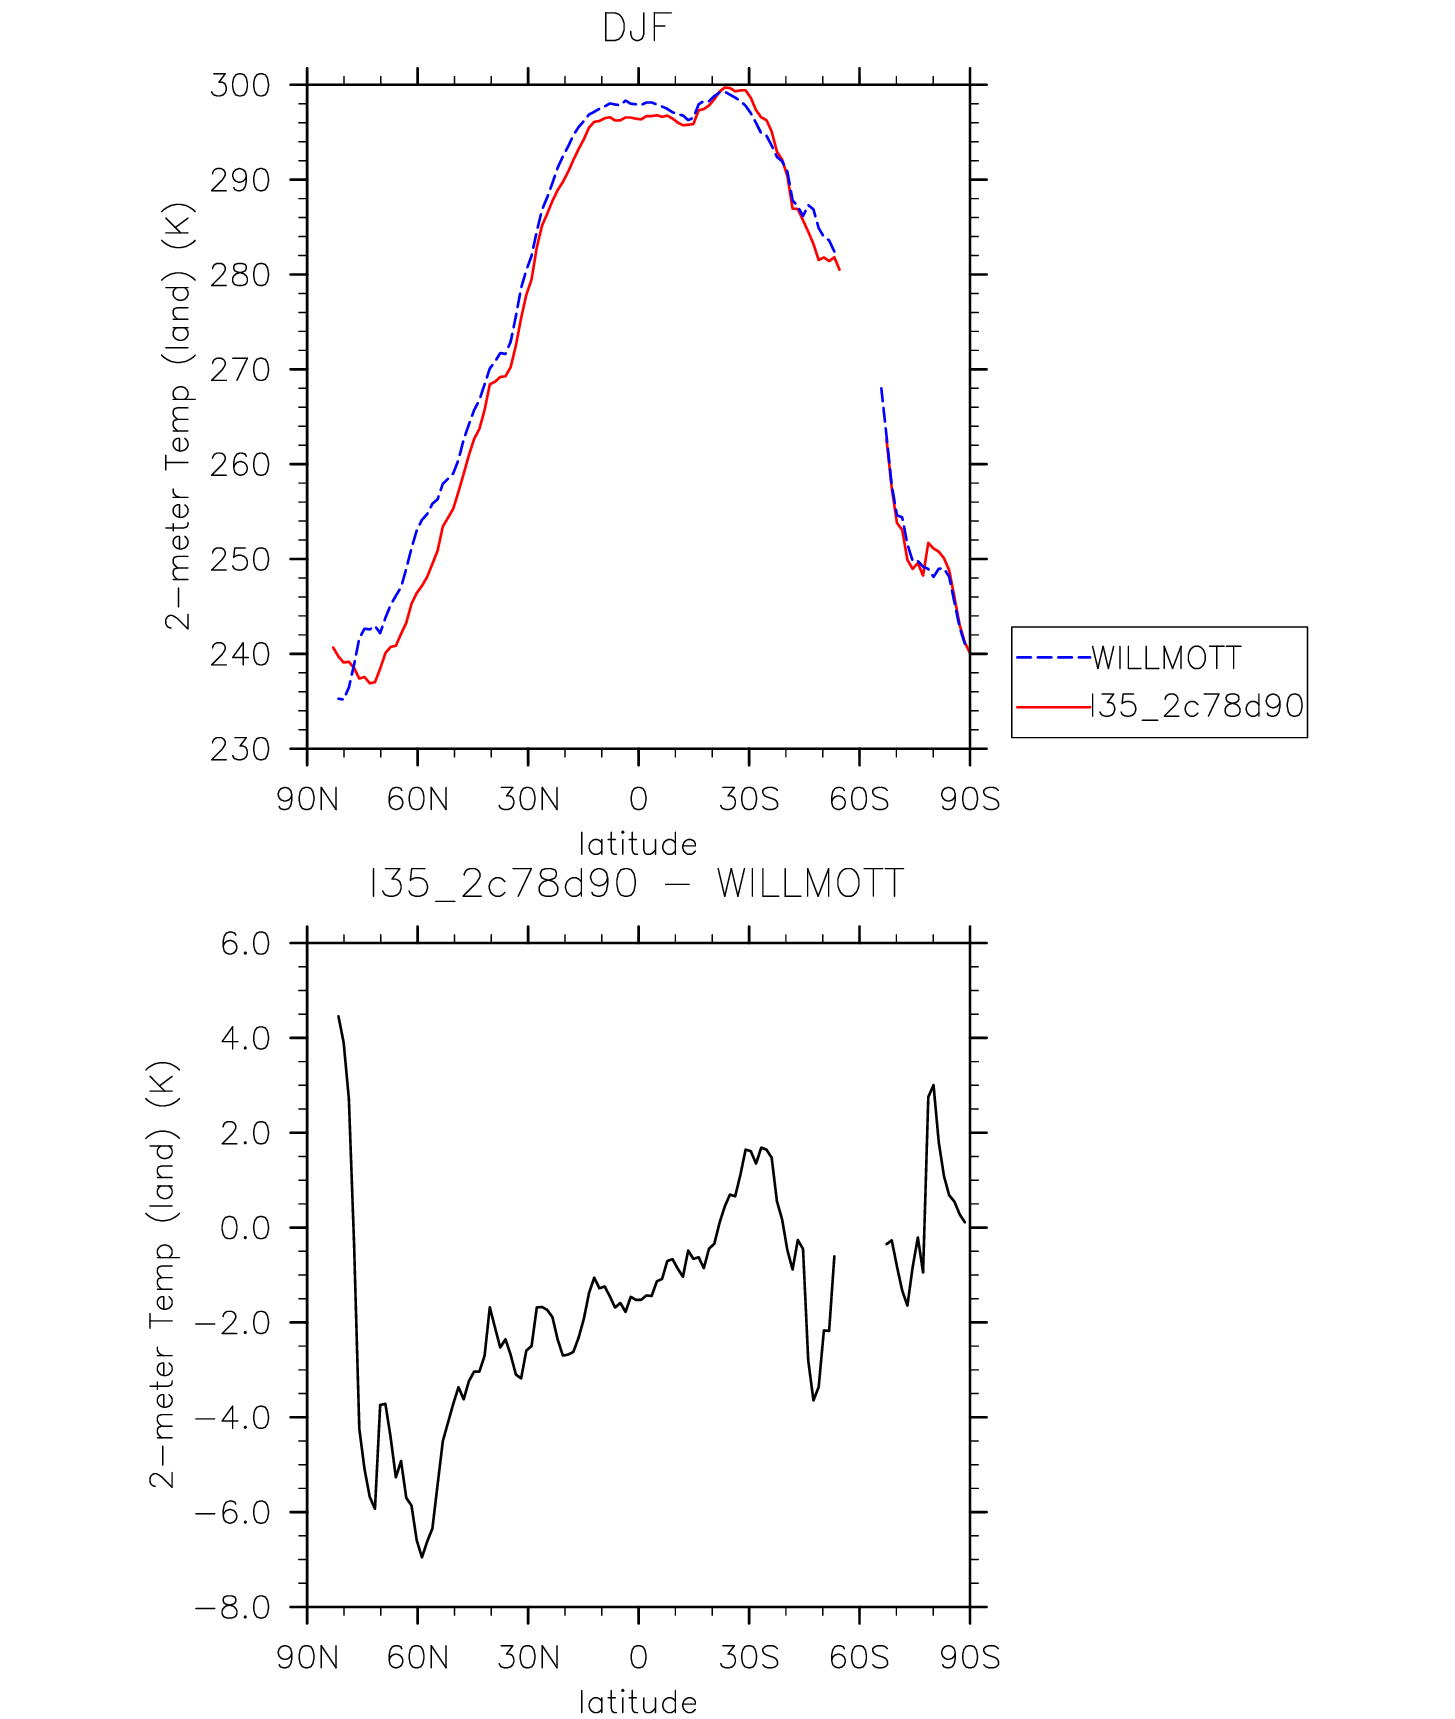 DJF
300
290
280
270
260
250
240
230
2-meter Temp (land) (K)
90N 60N 30N 0 30S 60S 90S
latitude
WILLMOTT
I35_2c78d90
I35_2c78d90 - WILLMOTT
6.0
4.0
2.0
0.0
-2.0
-4.0
-6.0
-8.0
2-meter Temp (land) (K)
90N 60N 30N 0 30S 60S 90S
latitude